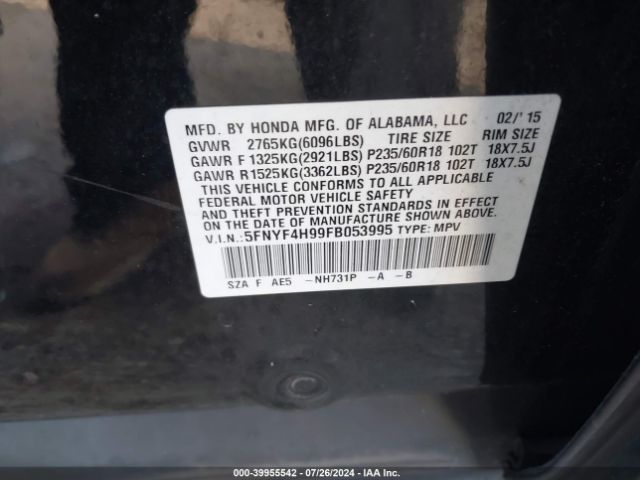 MFD. BY HONDA MFG. OF ALABAMA, LLC 02/'15
GVWR 2765KG(6096LBS) TIRE SIZE RIM SIZE
GAWR F 1325KG(2921LBS) P235/60R18 102T 18X7.5J
GAWR R1525KG(3362LBS) P235/60R18 102T 18X7.5J
THIS VEHICLE CONFORMS TO ALL APPLICABLE
FEDERAL MOTOR VEHICLE SAFETY
AND THEFT PREVENTION STANDARDS IN EFFECT ON
THE DATE OF MANUFACTURE SHOWN ABOVE.
V.I.N.:5FNYF4H99FB053995 TYPE: MPV
SZA F AE5 -NH731P -A -B
000-39955542 - 07/26/2024 - IAA Inc.